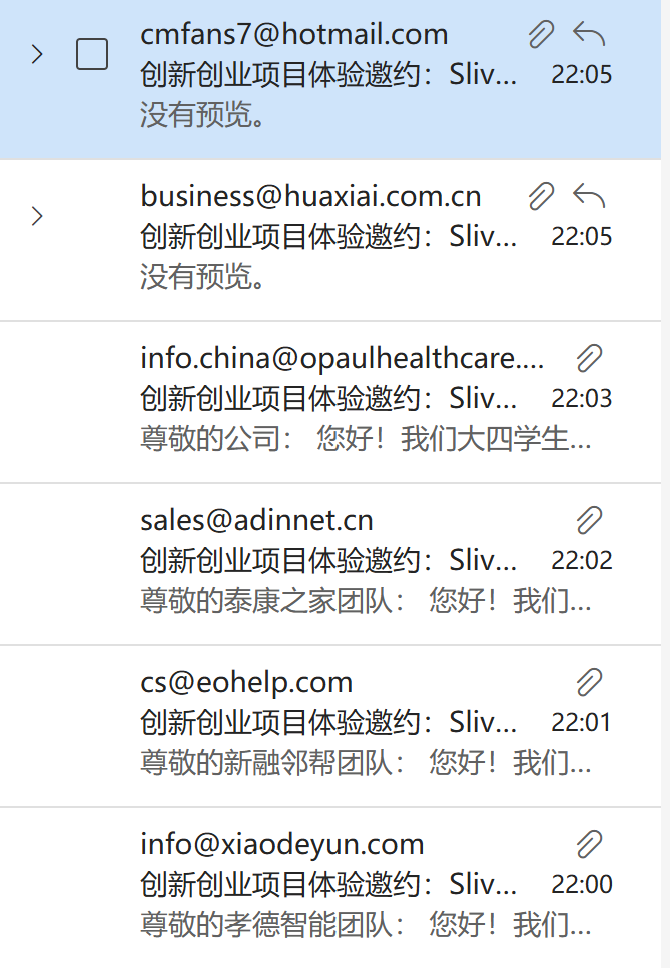 cmfans7@hotmail.com
创新创业项目体验邀约：Sliv... 22:05
没有预览。
business@huaxiai.com.cn
创新创业项目体验邀约：Sliv... 22:05
没有预览。
info.china@opaulhealthcare....
创新创业项目体验邀约：Sliv... 22:03
尊敬的公司： 您好！我们大四学生...
sales@adinnet.cn
创新创业项目体验邀约：Sliv... 22:02
尊敬的泰康之家团队： 您好！我们...
cs@eohelp.com
创新创业项目体验邀约：Sliv... 22:01
尊敬的新融邻帮团队： 您好！我们...
info@xiaodeyun.com
创新创业项目体验邀约：Sliv... 22:00
尊敬的孝德智能团队： 您好！我们...